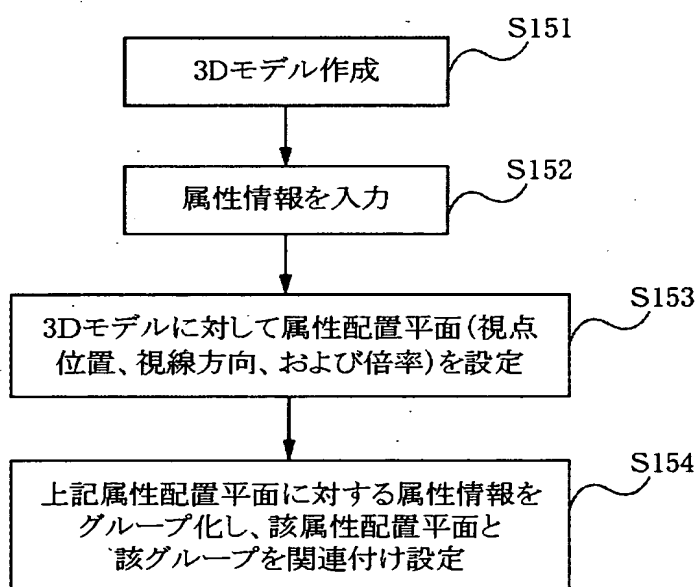 S151
3Dモデル作成
S152
属性情報を入力
S153
3Dモデルに対して属性配置平面(視点
位置、視線方向、および倍率)を設定
S154
上記属性配置平面に対する属性情報を
グループ化し、該属性配置平面と
該グループを関連付け設定